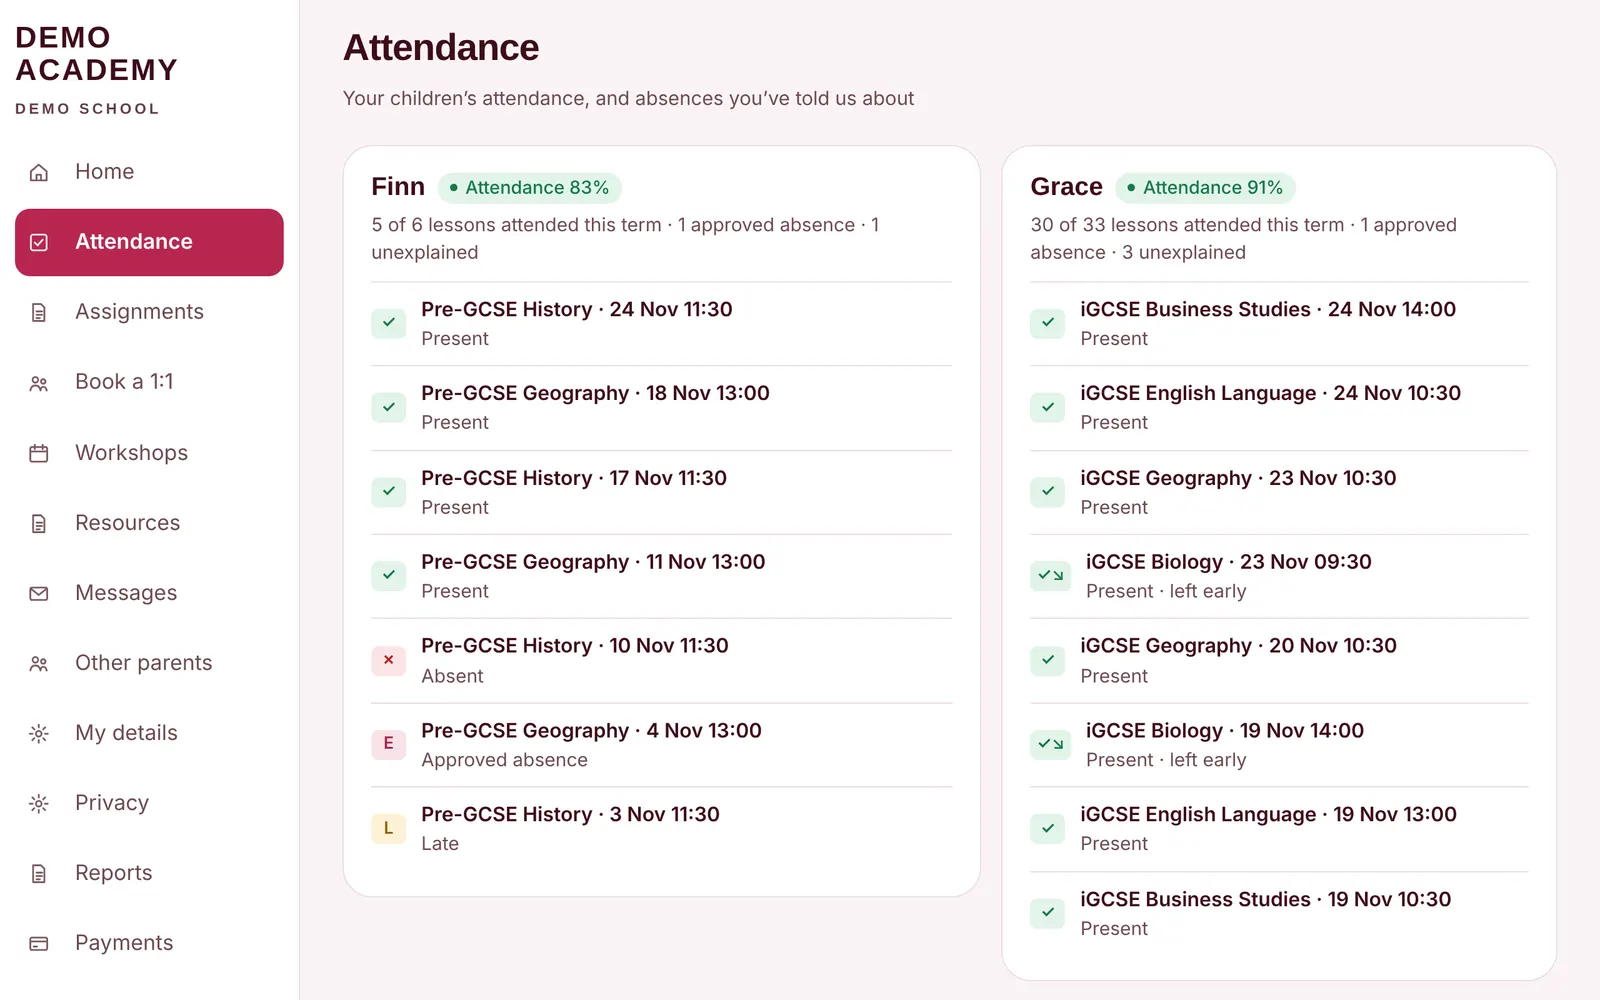 DEMO
ACADEMY
DEMO SCHOOL
Home
Attendance
Assignments
Book a 1:1
Workshops
Resources
Messages
Other parents
My details
Privacy
Reports
Payments
Attendance
Your children’s attendance, and absences you’ve told us about
Finn
Attendance 83%
5 of 6 lessons attended this term · 1 approved absence · 1
unexplained
Pre-GCSE History · 24 Nov 11:30
Present
Pre-GCSE Geography · 18 Nov 13:00
Present
Pre-GCSE History · 17 Nov 11:30
Present
Pre-GCSE Geography · 11 Nov 13:00
Present
Pre-GCSE History · 10 Nov 11:30
Absent
E
Pre-GCSE Geography · 4 Nov 13:00
Approved absence
L
Pre-GCSE History · 3 Nov 11:30
Late
Grace
Attendance 91%
30 of 33 lessons attended this term · 1 approved
absence · 3 unexplained
iGCSE Business Studies · 24 Nov 14:00
Present
iGCSE English Language · 24 Nov 10:30
Present
iGCSE Geography · 23 Nov 10:30
Present
iGCSE Biology · 23 Nov 09:30
Present · left early
iGCSE Geography · 20 Nov 10:30
Present
iGCSE Biology · 19 Nov 14:00
Present · left early
iGCSE English Language · 19 Nov 13:00
Present
iGCSE Business Studies · 19 Nov 10:30
Present